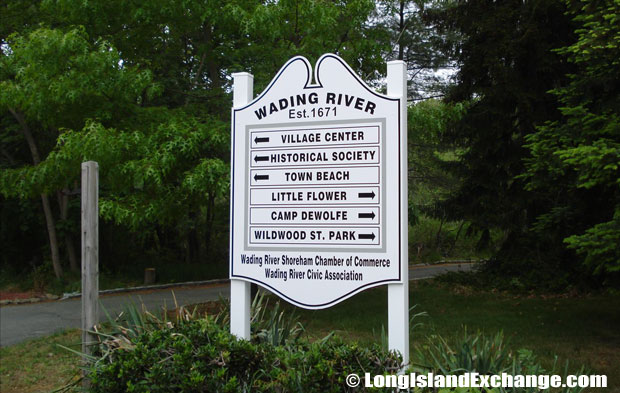 WADING RIVER
Est.1671
VILLAGE CENTER
HISTORICAL SOCIETY
TOWN BEACH
LITTLE FLOWER
CAMP DEWOLFE
WILDWOOD ST. PARK
Wading River Shoreham Chamber of Commerce
Wading River Civic Association
© LongIslandExchange.com